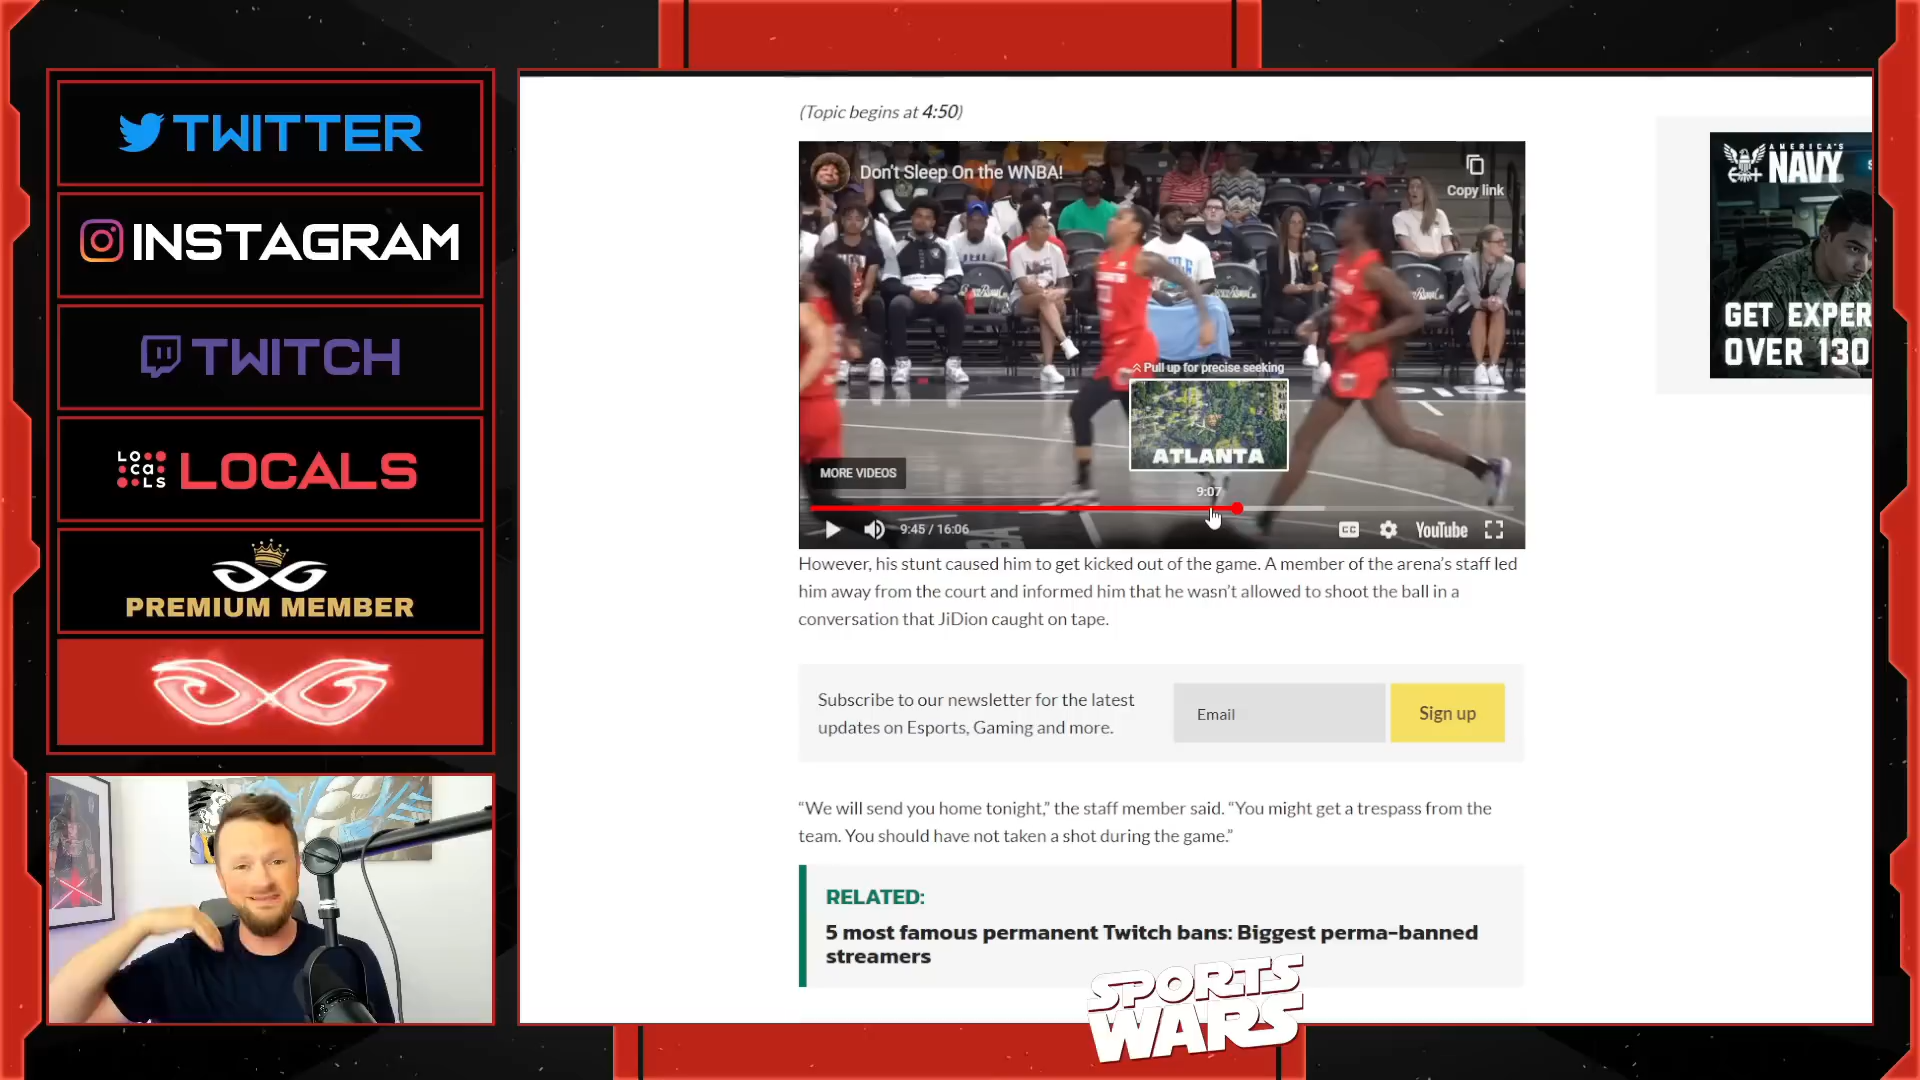 TWITTER
INSTAGRAM
TWITCH
LOCALS
LOCALS
PREMIUM MEMBER
(Topic begins at 4:50)
Don't Sleep On the WNBA!
Copy link
Pull up for precise seeking
ATLANTA
MORE VIDEOS
9:07
9:45 / 16:06
CC
YouTube
However, his stunt caused him to get kicked out of the game. A member of the arena's staff led
him away from the court and informed him that he wasn't allowed to shoot the ball in a
conversation that JiDion caught on tape.
Subscribe to our newsletter for the latest
updates on Esports, Gaming and more.
Email
Sign up
“We will send you home tonight,” the staff member said. “You might get a trespass from the
team. You should have not taken a shot during the game.”
RELATED:
5 most famous permanent Twitch bans: Biggest perma-banned
streamers
AMERICA'S
NAVY
GET EXPER
OVER 130
SPORTS
WARS